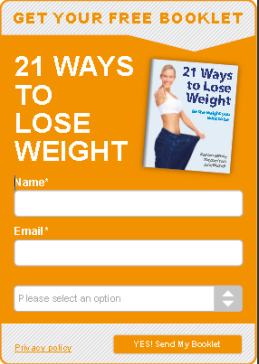 GET YOUR FREE BOOKLET
21 WAYS
TO
LOSE
WEIGHT
21 Ways
to Lose
Weight
Name*
Email*
Please select an option
Privacy policy
YES! Send My Booklet